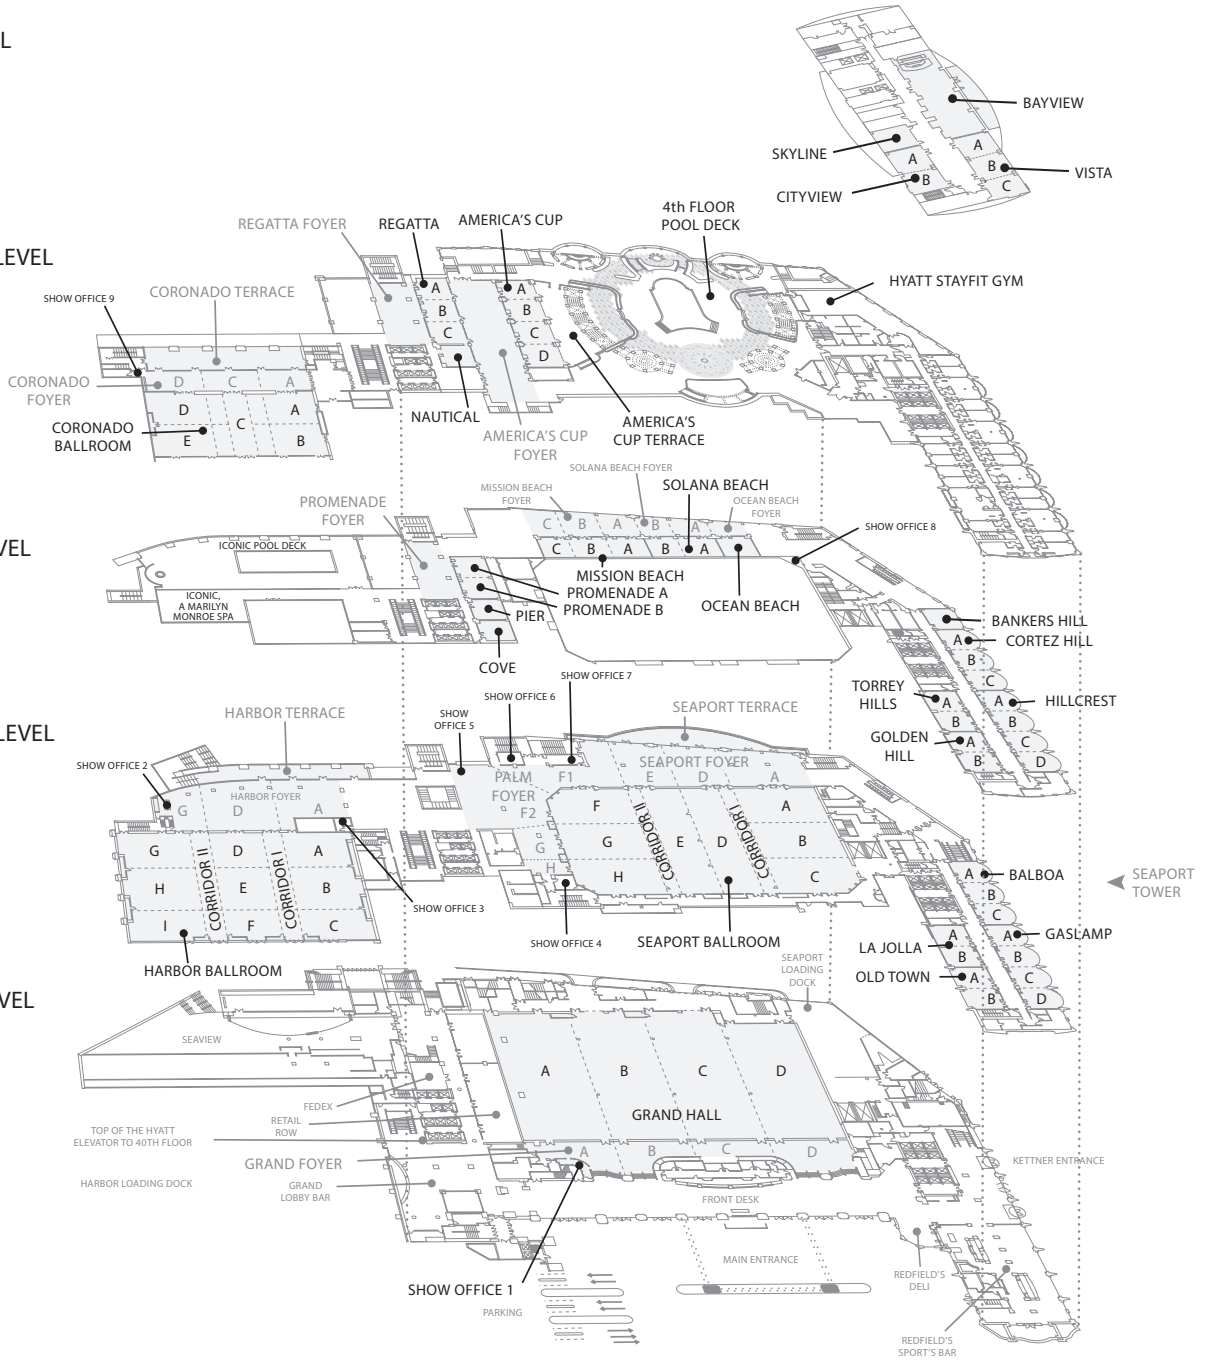 L
BAYVIEW
SKYLINE
A
A
B
B
VISTA
CITYVIEW
C
4th FLOOR
POOL DECK
REGATTA FOYER
REGATTA
AMERICA'S CUP
LEVEL
HYATT STAYFIT GYM
SHOW OFFICE 9
CORONADO TERRACE
A
A
B
B
C
C
D
CORONADO
FOYER
D
C
A
D
A
C
CORONADO
BALLROOM
E
B
NAUTICAL
AMERICA'S CUP
FOYER
AMERICA'S
CUP TERRACE
SOLANA BEACH FOYER
MISSION BEACH
FOYER
SOLANA BEACH
OCEAN BEACH
FOYER
PROMENADE
FOYER
SHOW OFFICE 8
VEL
ICONIC POOL DECK
C
B
A
B
A
C
B
A
B
A
MISSION BEACH
PROMENADE A
PROMENADE B
OCEAN BEACH
ICONIC,
A MARILYN
MONROE SPA
PIER
COVE
BANKERS HILL
A
CORTEZ HILL
B
C
TORREY
HILLS
A
B
A
HILLCREST
B
GOLDEN
HILL
A
B
C
D
SHOW OFFICE 7
SHOW OFFICE 6
SHOW
OFFICE 5
HARBOR TERRACE
SEAPORT TERRACE
LEVEL
SHOW OFFICE 2
SEAPORT FOYER
PALM
FOYER
F1
E
D
A
F2
G
H
HARBOR FOYER
G
D
A
F
CORRIDOR II
CORRIDOR I
A
G
E
D
B
H
C
G
CORRIDOR II
D
CORRIDOR I
A
H
E
B
I
F
C
SHOW OFFICE 3
SHOW OFFICE 4
HARBOR BALLROOM
SEAPORT BALLROOM
A
BALBOA
B
C
SEAPORT
TOWER
A
A
GASLAMP
LA JOLLA
B
B
OLD TOWN
A
C
B
D
SEAPORT
LOADING
DOCK
VEL
SEAVIEW
A
B
C
D
GRAND HALL
FEDEX
RETAIL
ROW
TOP OF THE HYATT
ELEVATOR TO 40TH FLOOR
GRAND FOYER
A
B
C
D
KETTNER ENTRANCE
HARBOR LOADING DOCK
GRAND
LOBBY BAR
FRONT DESK
MAIN ENTRANCE
SHOW OFFICE 1
REDFIELD'S
DELI
PARKING
REDFIELD'S
SPORT'S BAR